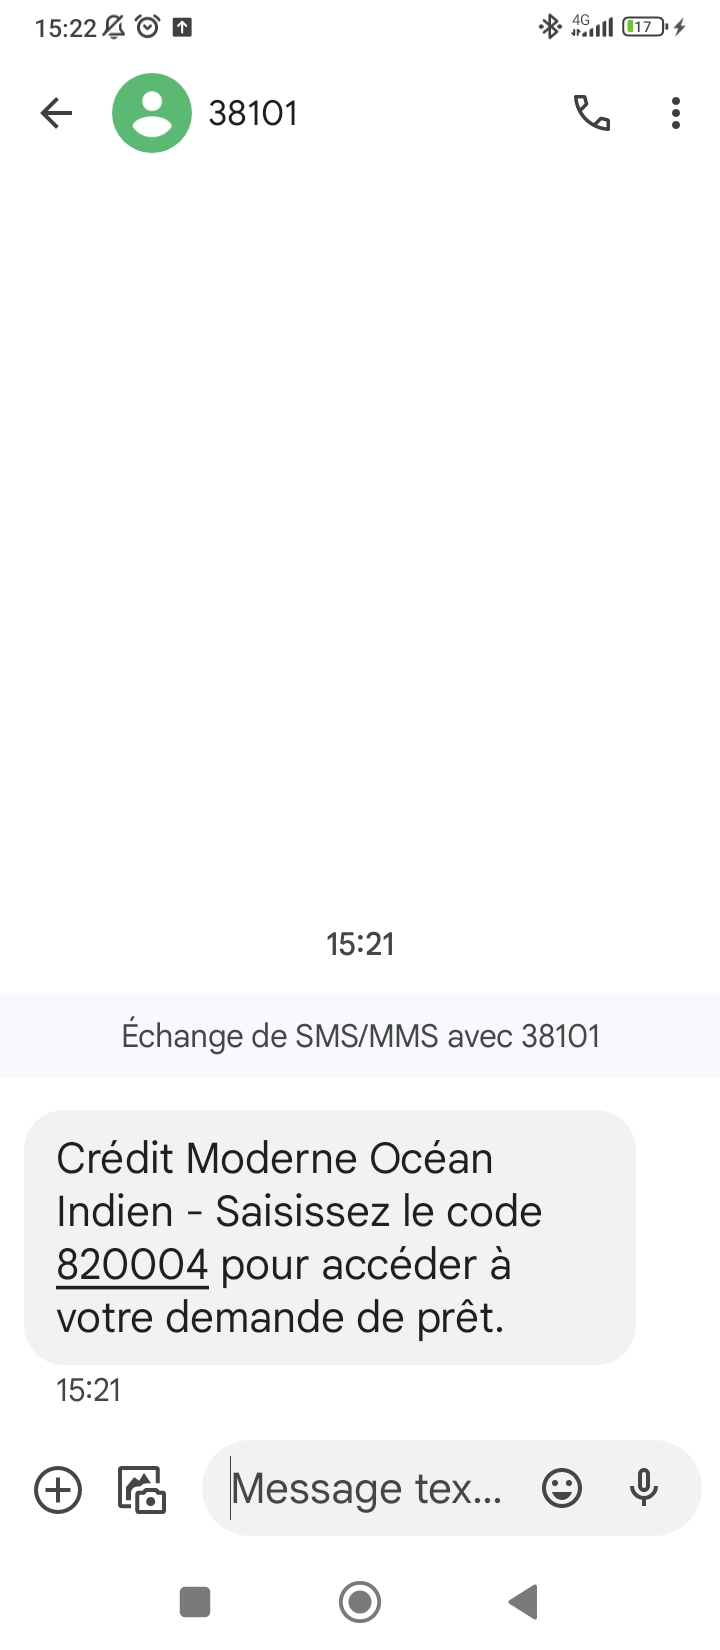 15:22
4G
17
38101
15:21
Échange de SMS/MMS avec 38101
Crédit Moderne Océan
Indien - Saisissez le code
820004 pour accéder à
votre demande de prêt.
15:21
Message tex...